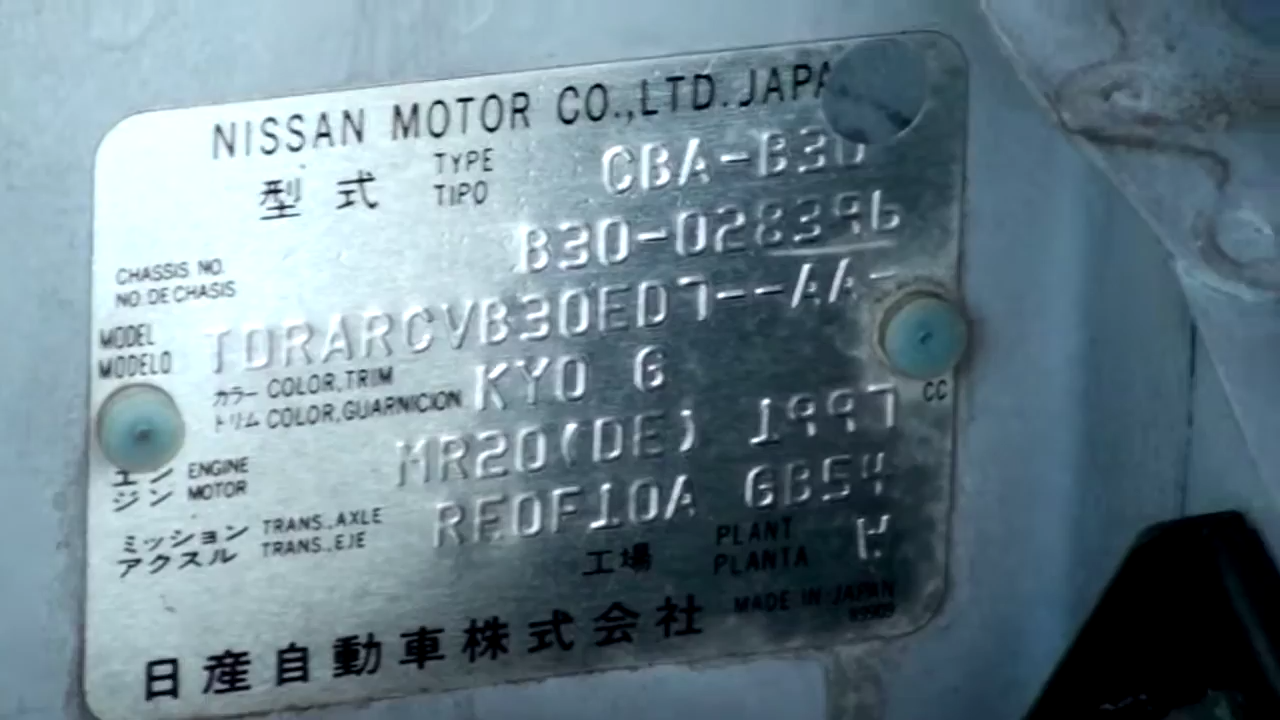 NISSAN MOTOR CO.,LTD. JAPA
型式 TYPE TIPO CBA-B30
CHASSIS NO. NO. DE CHASIS B30-028396
MODEL MODELO TDRARCVB30ED7--AA-
カラー トリム COLOR,TRIM COLOR,GUARNICION KY0 G
エンジン ENGINE MOTOR MR20(DE) 1997 CC
ミッション アクスル TRANS.,AXLE TRANS.,EJE RE0F10A GB54
工場 PLANT PLANTA
MADE IN JAPAN
日産自動車株式会社